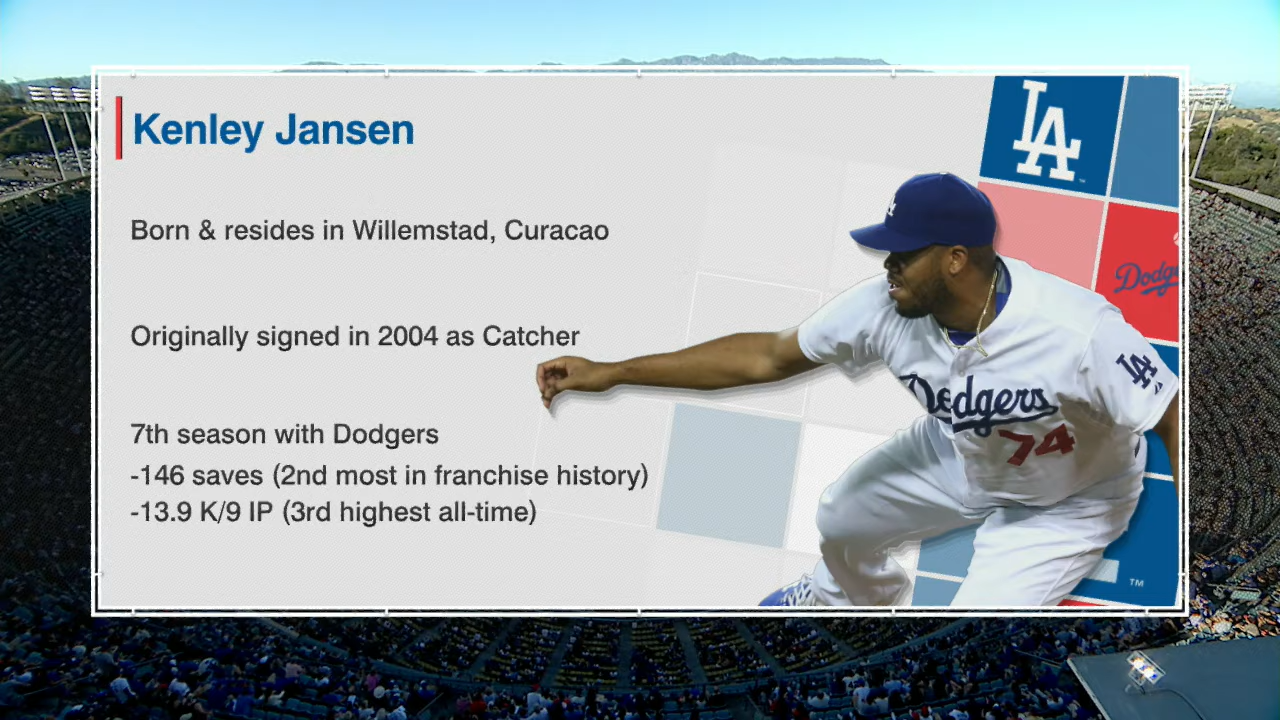 Kenley Jansen
LA
Born & resides in Willemstad, Curacao
Originally signed in 2004 as Catcher
7th season with Dodgers
-146 saves (2nd most in franchise history)
-13.9 K/9 IP (3rd highest all-time)
LA
Dodgers
74
TM